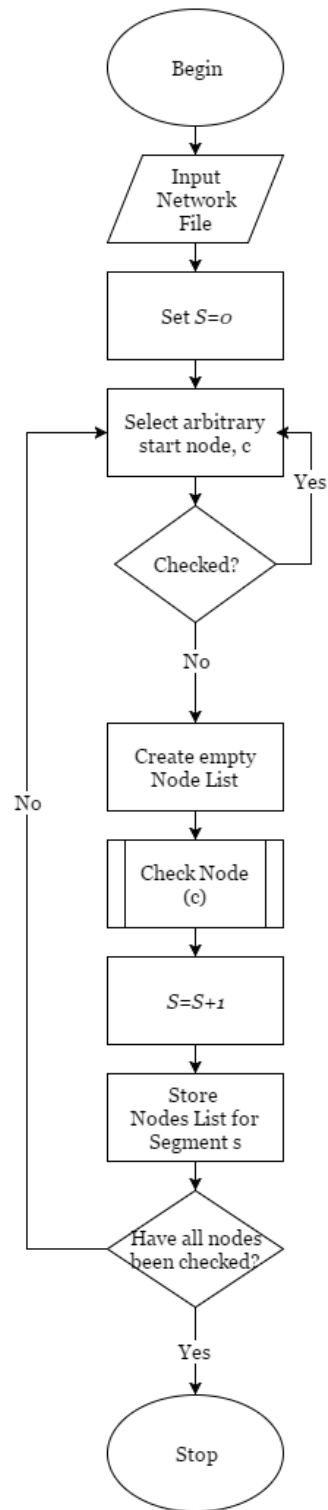 Begin
Input
Network
File
Set S=0
Select arbitrary
start node, c
Yes
Checked?
No
Create empty
Node List
No
Check Node
(c)
S=S+1
Store
Nodes List for
Segment s
Have all nodes
been checked?
Yes
Stop